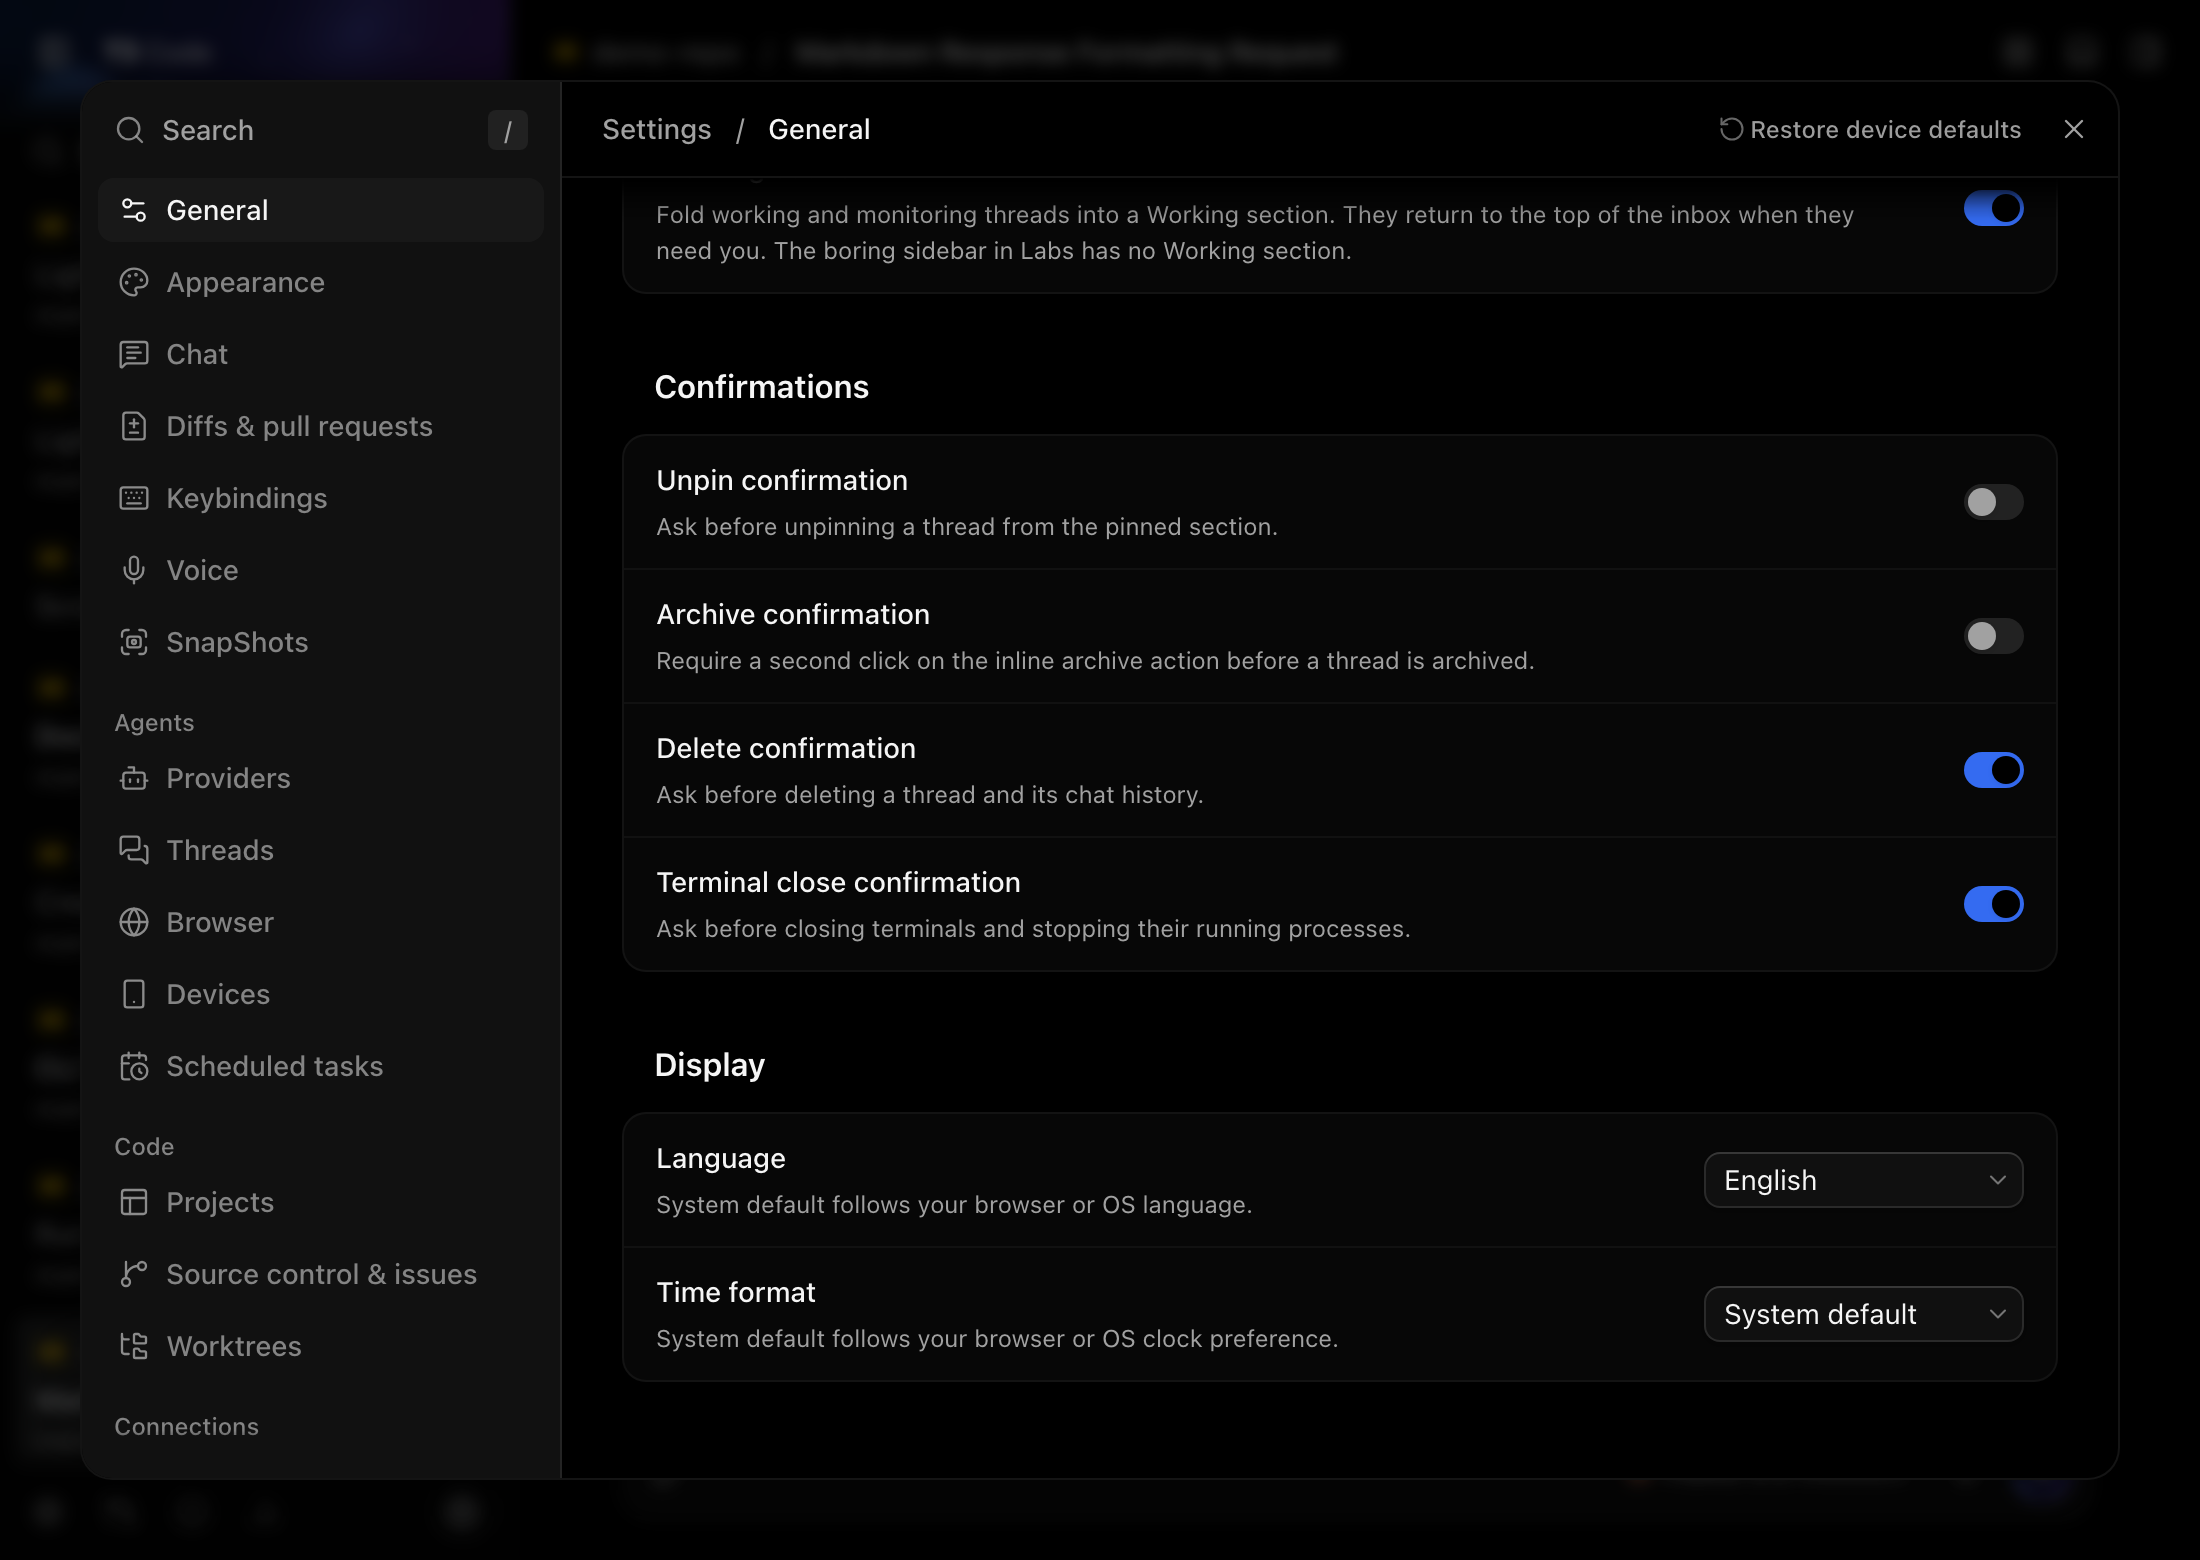 Search
/
General
Appearance
Chat
Diffs & pull requests
Keybindings
Voice
SnapShots
Agents
Providers
Threads
Browser
Devices
Scheduled tasks
Code
Projects
Source control & issues
Worktrees
Connections
Settings / General
Restore device defaults
Fold working and monitoring threads into a Working section. They return to the top of the inbox when they
need you. The boring sidebar in Labs has no Working section.
Confirmations
Unpin confirmation
Ask before unpinning a thread from the pinned section.
Archive confirmation
Require a second click on the inline archive action before a thread is archived.
Delete confirmation
Ask before deleting a thread and its chat history.
Terminal close confirmation
Ask before closing terminals and stopping their running processes.
Display
Language
System default follows your browser or OS language.
English
Time format
System default follows your browser or OS clock preference.
System default